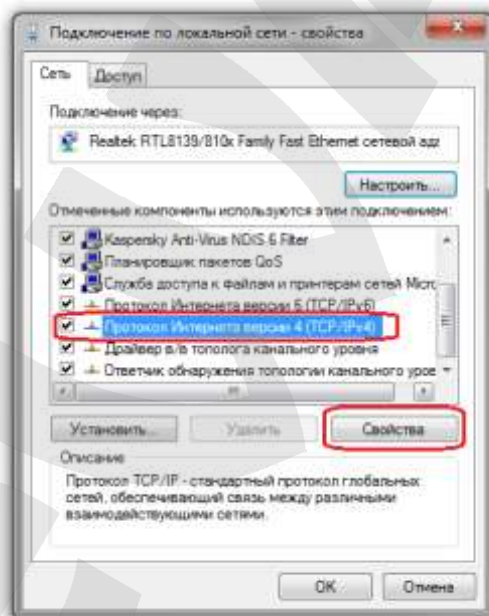 Подключение по локальной сети - свойства
Сеть
Доступ
Подключение через:
Realtek RTL8139/810x Family Fast Ethernet сетевой ада
Настроить...
Отмеченные компоненты используются этим подключением:
Kaspersky Anti-Virus NDIS 6 Filter
Планировщик пакетов QoS
Служба доступа к файлам и принтерам сетей Micro
Протокол Интернета версии 6 (TCP/IPv6)
Протокол Интернета версии 4 (TCP/IPv4)
Драйвер в/в тополога канального уровня
Ответчик обнаружения топологии канального уров
Установить...
Удалить
Свойства
Описание
Протокол TCP/IP - стандартный протокол глобальных
сетей, обеспечивающий связь между различными
взаимодействующими сетями.
OK
Отмена